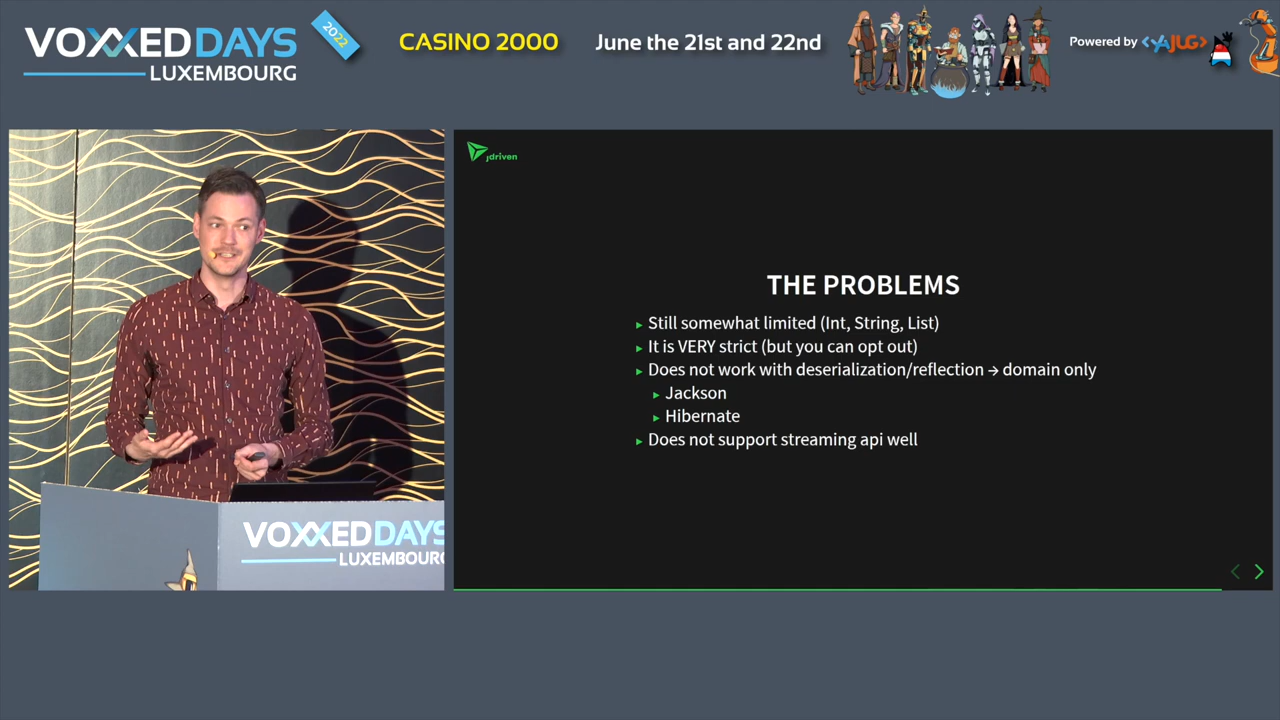 VOXXEDDAYS
LUXEMBOURG
2022
CASINO 2000
June the 21st and 22nd
Powered by <YAJUG>
jdriven
THE PROBLEMS
Still somewhat limited (Int, String, List)
It is VERY strict (but you can opt out)
Does not work with deserialization/reflection → domain only
Jackson
Hibernate
Does not support streaming api well
VOXXEDDAYS
LUXEMBOURG